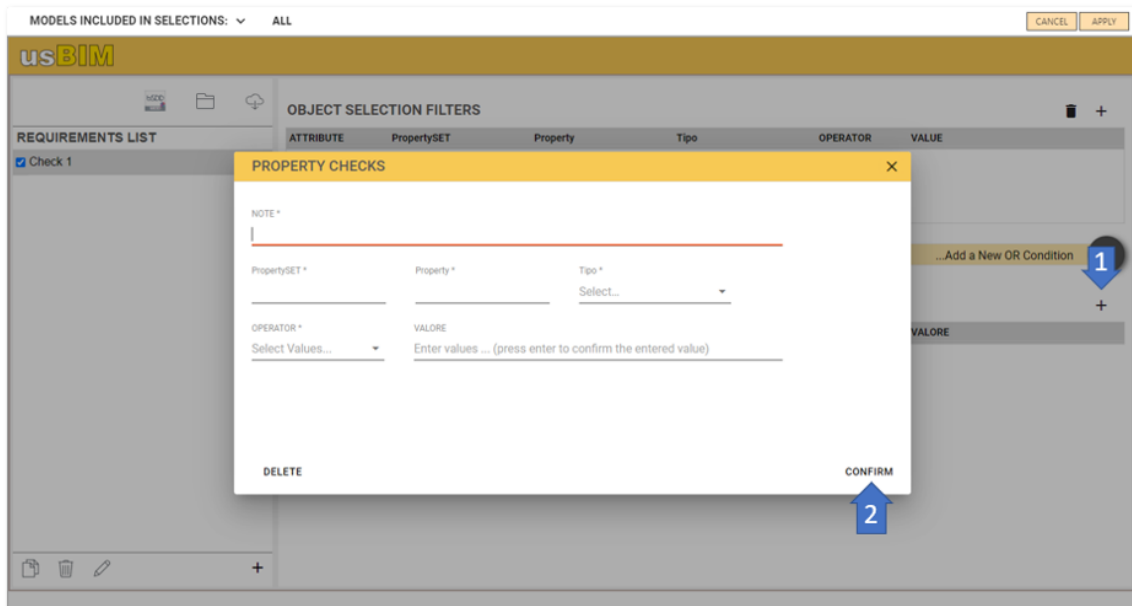 MODELS INCLUDED IN SELECTIONS: ALL
CANCEL APPLY
usBIM
OBJECT SELECTION FILTERS
REQUIREMENTS LIST
ATTRIBUTE PropertySET Property Tipo OPERATOR VALUE
Check 1
PROPERTY CHECKS
NOTE *
...Add a New OR Condition
1
PropertySET * Property * Tipo *
Select...
OPERATOR * VALORE
VALORE
Select Values... Enter values ... (press enter to confirm the entered value)
DELETE CONFIRM
2